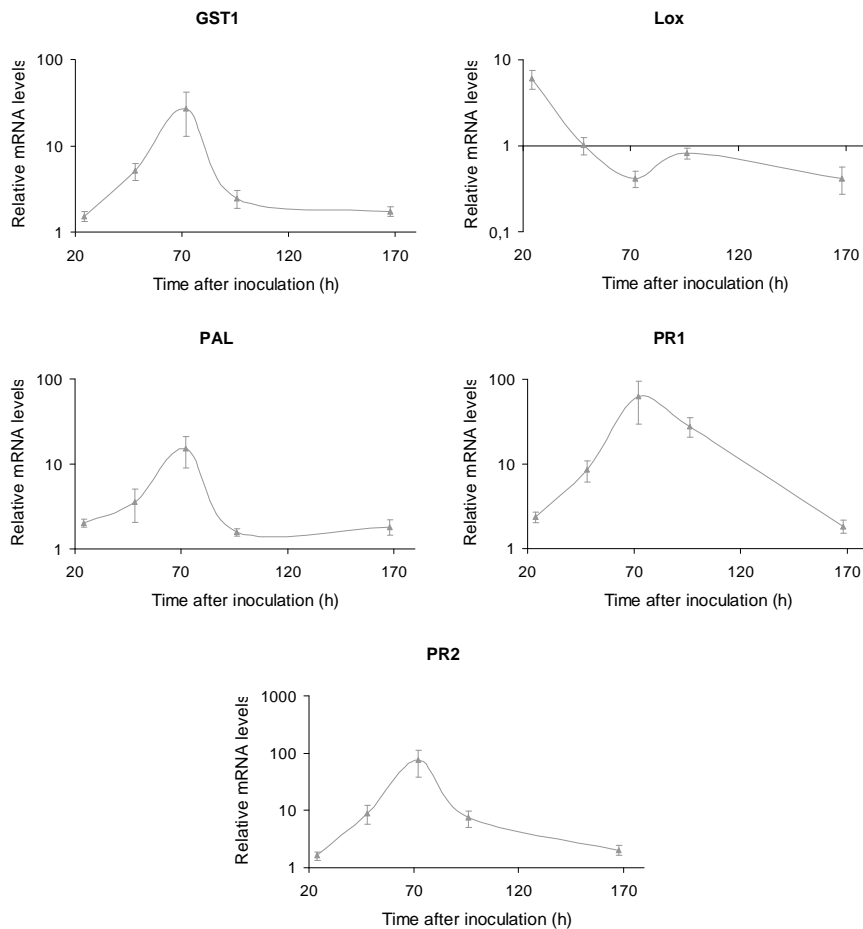 GST1
Relative mRNA levels
100
10
1
20 70 120 170
Time after inoculation (h)
Lox
Relative mRNA levels
10
1
0,1
20 70 120 170
Time after inoculation (h)
PAL
Relative mRNA levels
100
10
1
20 70 120 170
Time after inoculation (h)
PR1
Relative mRNA levels
100
10
1
20 70 120 170
Time after inoculation (h)
PR2
Relative mRNA levels
1000
100
10
1
20 70 120 170
Time after inoculation (h)